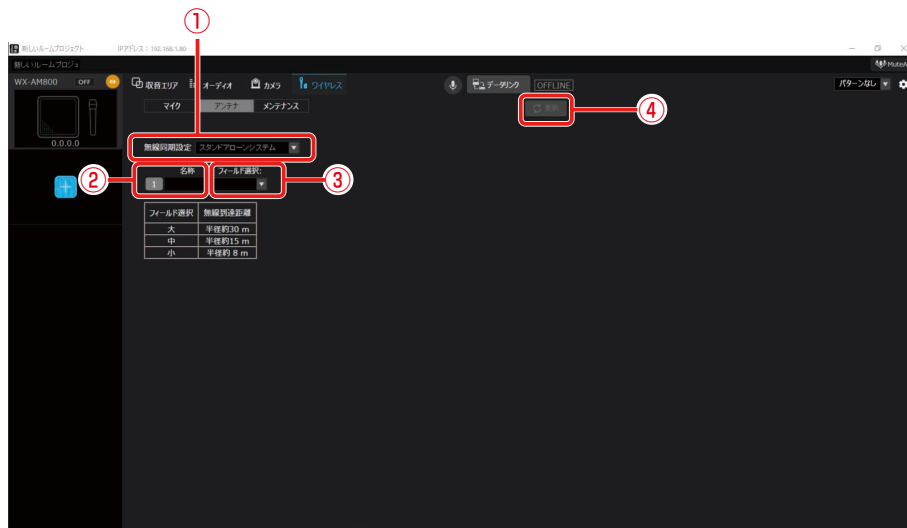 ①
新しいルームプロジェクト IPアドレス : 192.168.1.80
新しいルームプロジェ MuteA
WX-AM800 OFF 収音エリア オーディオ カメラ ワイヤレス データリンク OFFLINE パターンなし
マイク アンテナ メンテナンス 更新 ④
0.0.0.0
無線同期設定 スタンドアローンシステム
② 名称 フィールド選択: ③
1
フィールド選択 無線到達距離
大 半径約30 m
中 半径約15 m
小 半径約 8 m